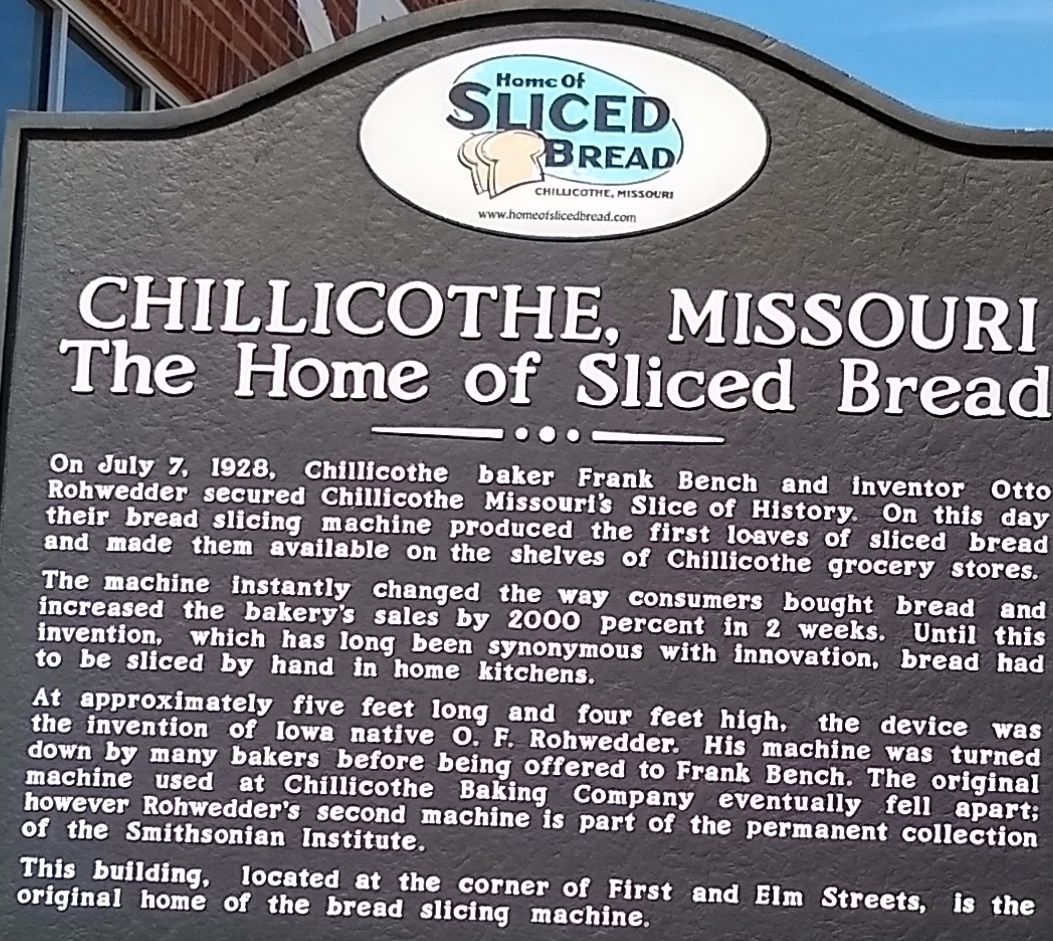 Home Of
SLICED
BREAD
CHILLICOTHE, MISSOURI
www.homeofslicedbread.com
CHILLICOTHE, MISSOURI
The Home of Sliced Bread
On July 7, 1928, Chillicothe baker Frank Bench and inventor Otto
Rohwedder secured Chillicothe Missouri's Slice of History. On this day
their bread slicing machine produced the first loaves of sliced bread
and made them available on the shelves of Chillicothe grocery stores.
The machine instantly changed the way consumers bought bread and
increased the bakery's sales by 2000 percent in 2 weeks. Until this
invention, which has long been synonymous with innovation, bread had
to be sliced by hand in home kitchens.
At approximately five feet long and four feet high, the device was
the invention of Iowa native O. F. Rohwedder. His machine was turned
down by many bakers before being offered to Frank Bench. The original
machine used at Chillicothe Baking Company eventually fell apart;
however Rohwedder's second machine is part of the permanent collection
of the Smithsonian Institute.
This building, located at the corner of First and Elm Streets, is the
original home of the bread slicing machine.